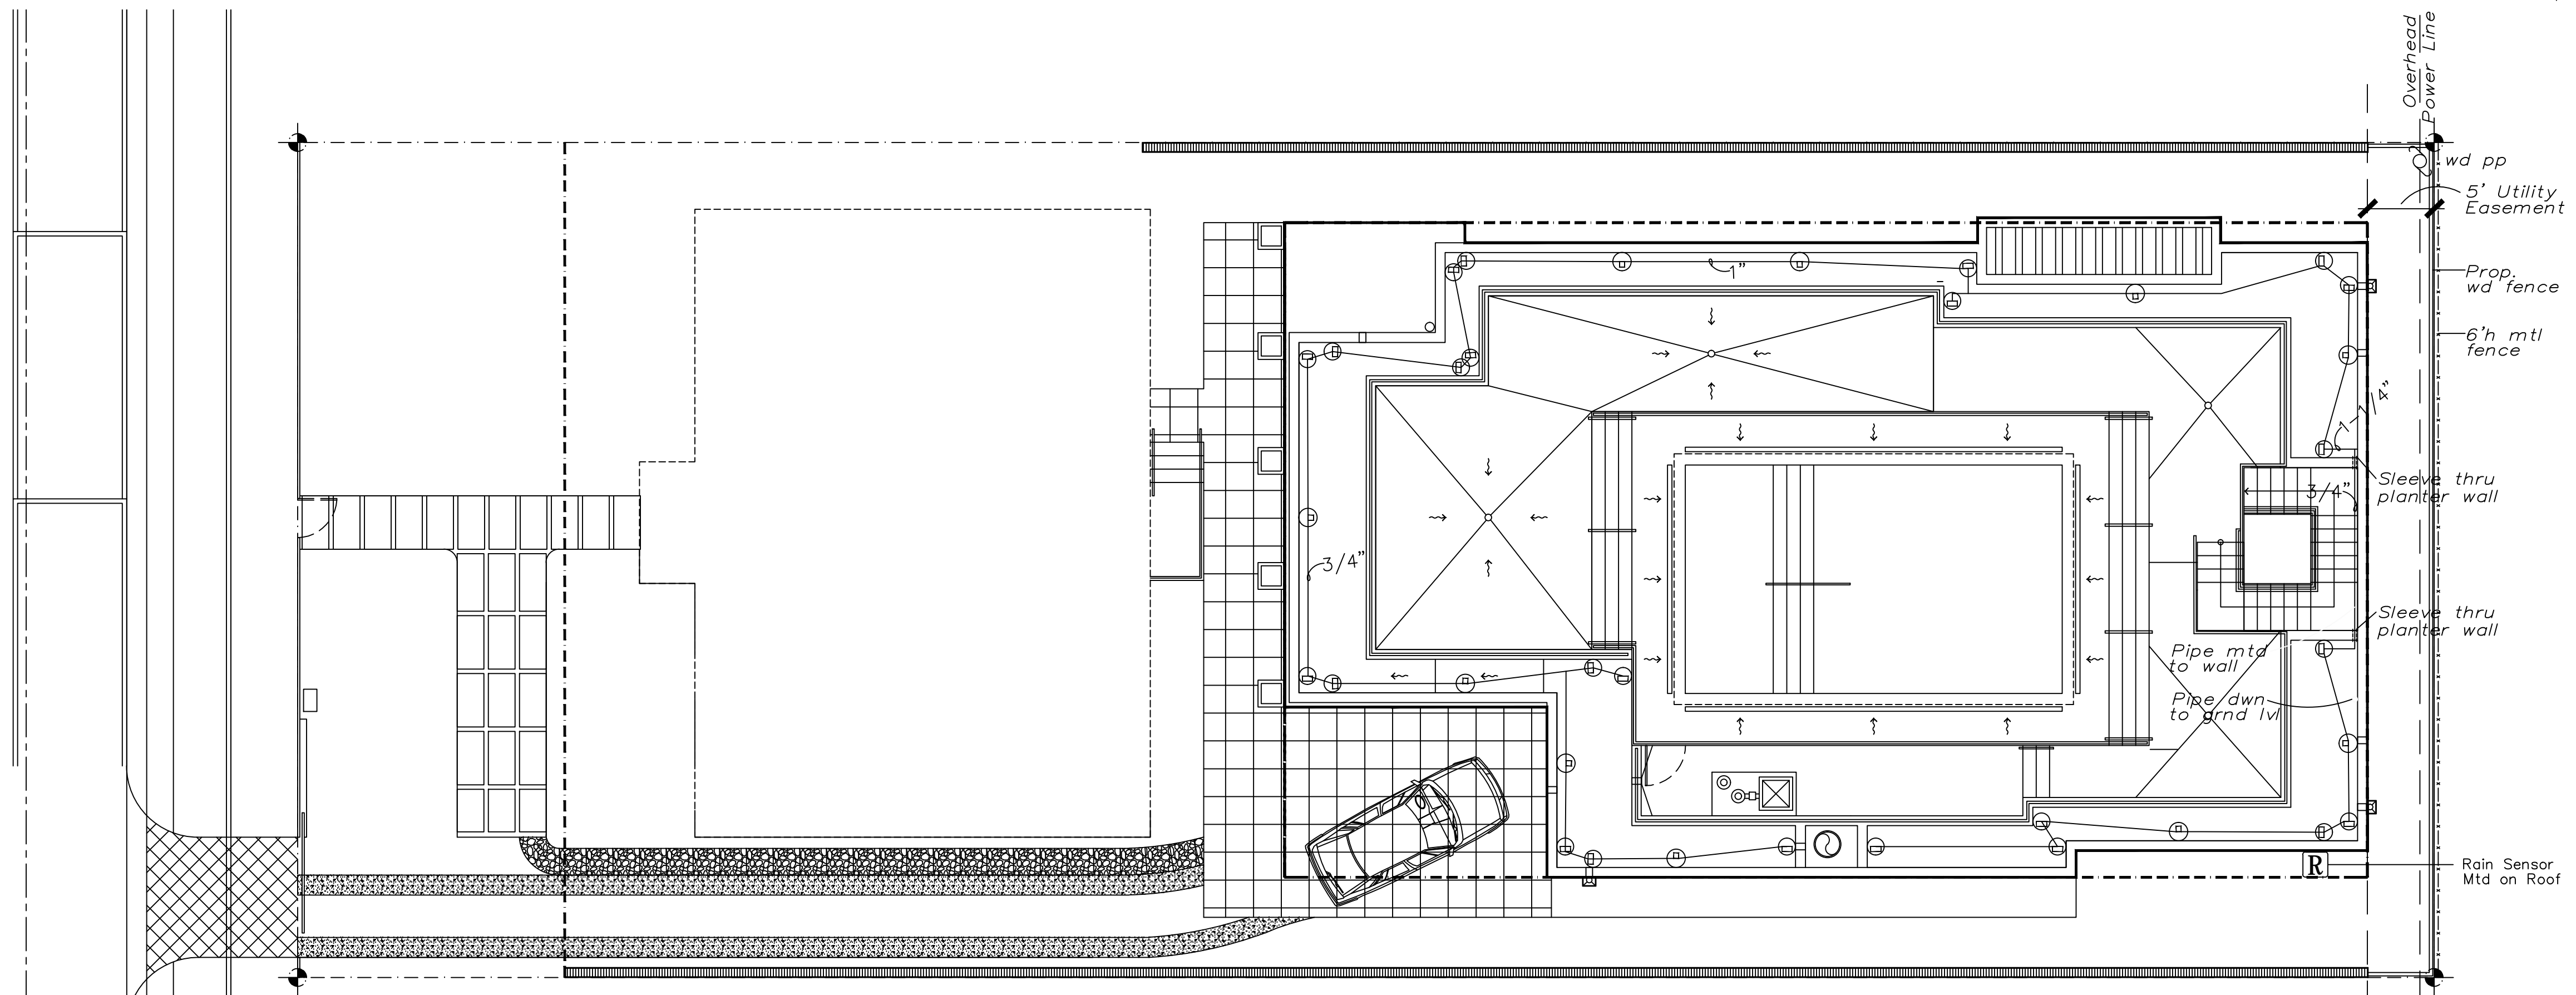 Overhead
Power Line
wd pp
5' Utility
Easement
1"
Prop.
wd fence
6'h mtl
fence
1-1/4"
Sleeve thru
planter wall
3/4"
3/4"
Sleeve thru
planter wall
Pipe mtd
to wall
Pipe dwn
to grnd lvl
R
Rain Sensor
Mtd on Roof